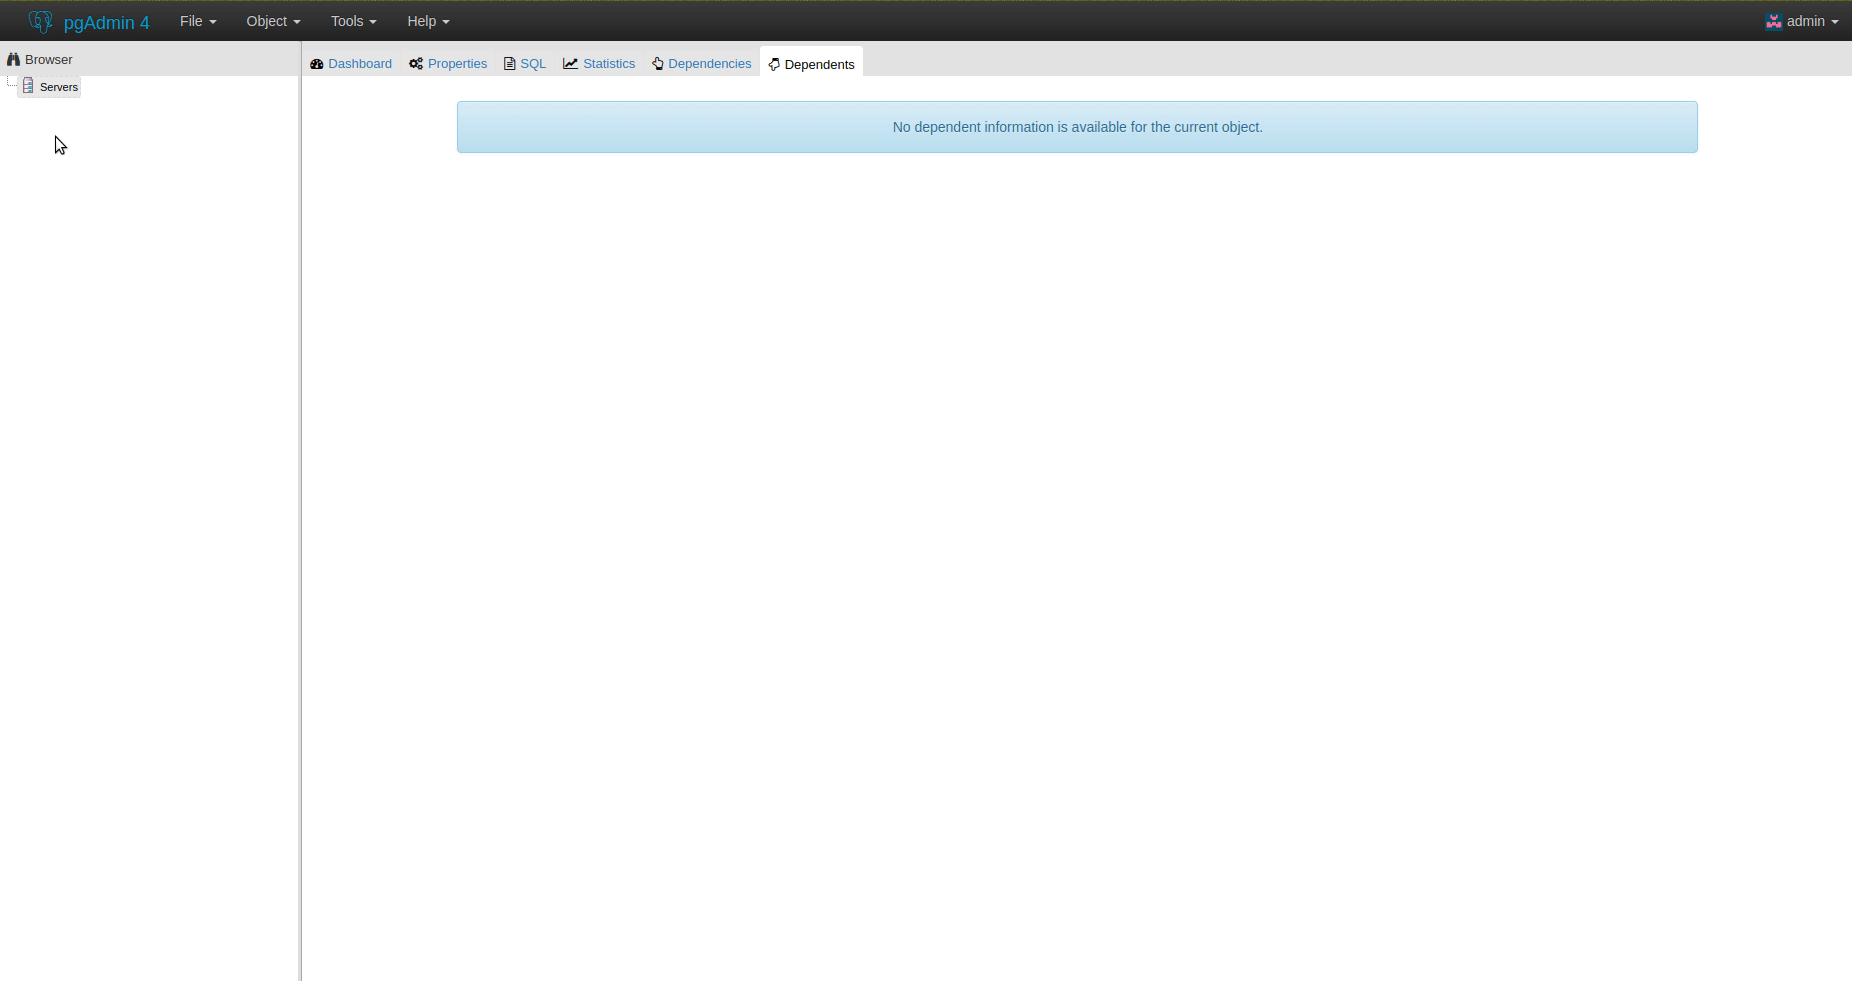 pgAdmin 4 File Object Tools Help admin
Browser
Servers
Dashboard Properties SQL Statistics Dependencies Dependents
No dependent information is available for the current object.